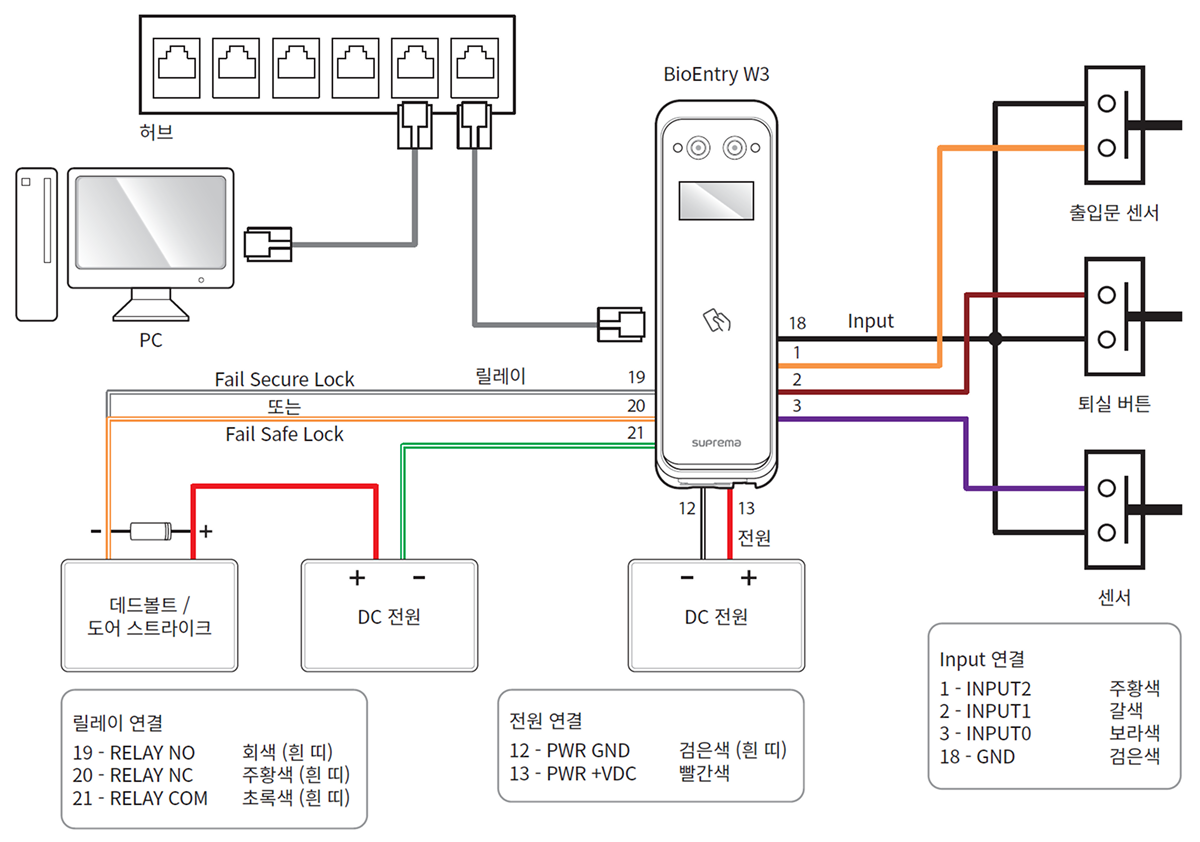 허브
BioEntry W3
출입문 센서
PC
18
Input
1
2
3
퇴실 버튼
Fail Secure Lock
릴레이
19
또는
20
Fail Safe Lock
21
suprema
12
13
전원
- +
데드볼트 /
도어 스트라이크
+ -
DC 전원
- +
DC 전원
센서
릴레이 연결
19 - RELAY NO 회색 (흰 띠)
20 - RELAY NC 주황색 (흰 띠)
21 - RELAY COM 초록색 (흰 띠)
전원 연결
12 - PWR GND 검은색 (흰 띠)
13 - PWR +VDC 빨간색
Input 연결
1 - INPUT2 주황색
2 - INPUT1 갈색
3 - INPUT0 보라색
18 - GND 검은색